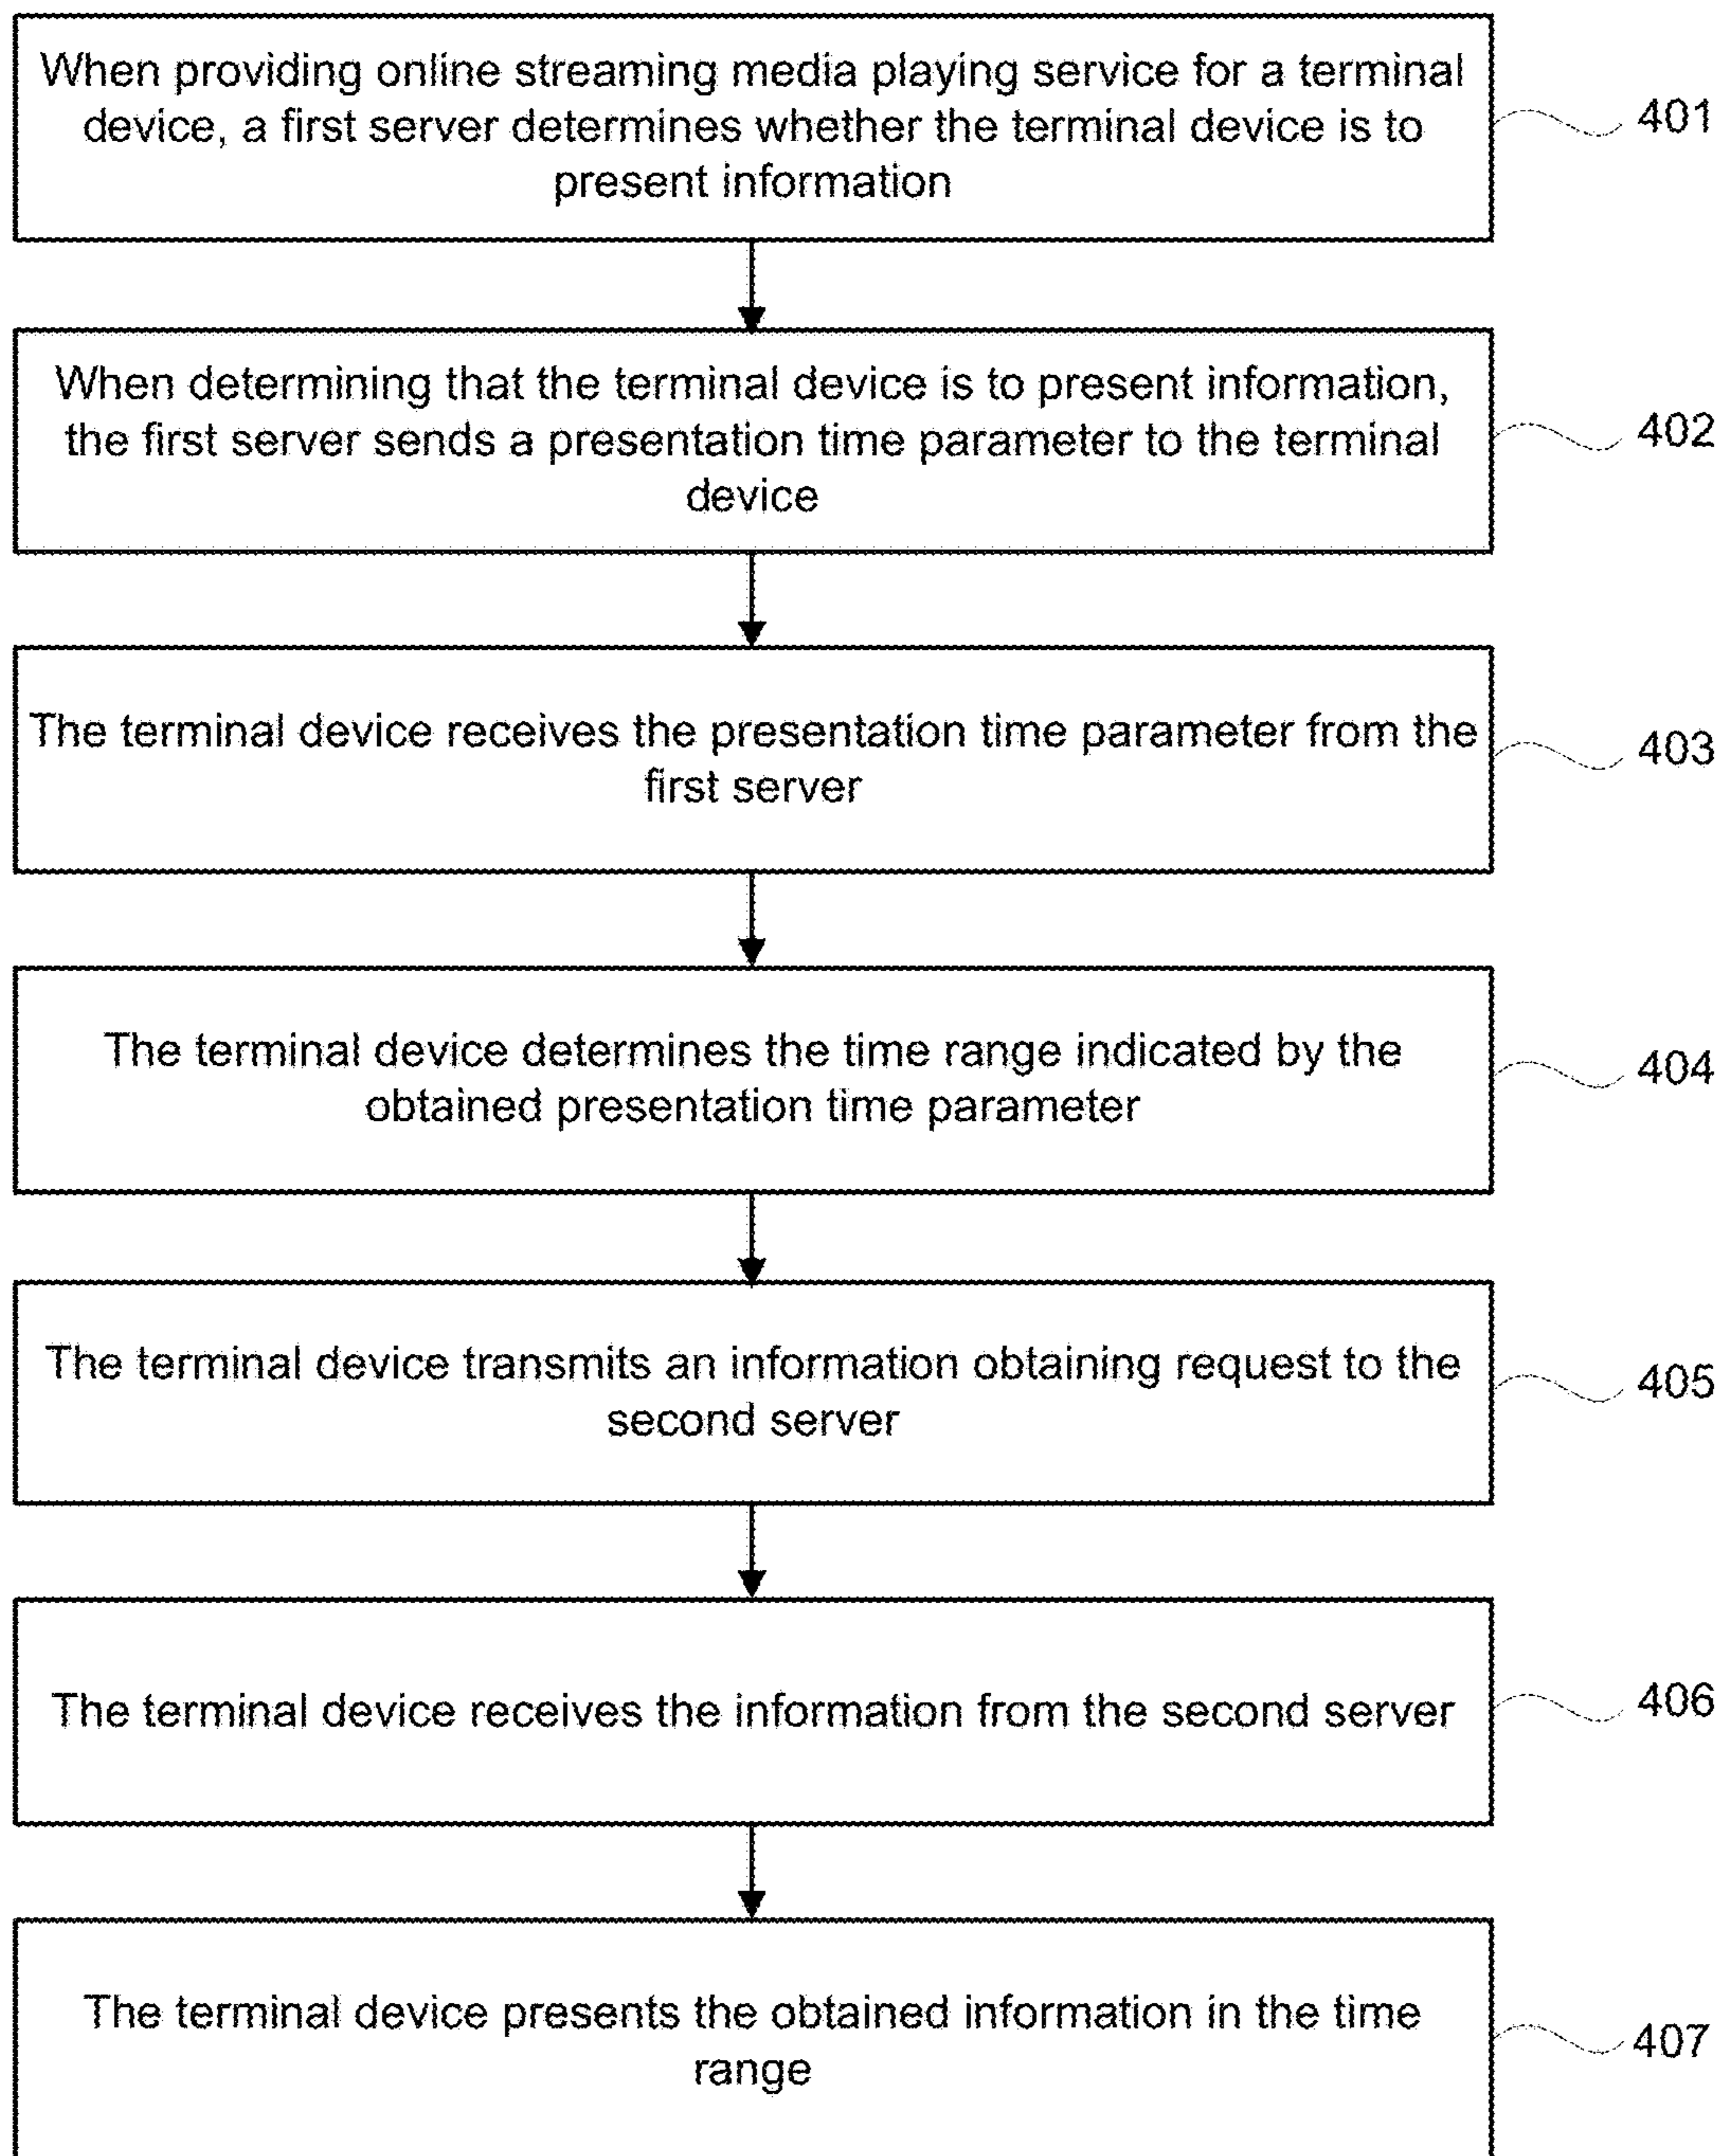 When providing online streaming media playing service for a terminal
device, a first server determines whether the terminal device is to
present information
401
When determining that the terminal device is to present information,
the first server sends a presentation time parameter to the terminal
device
402
The terminal device receives the presentation time parameter from the
first server
403
The terminal device determines the time range indicated by the
obtained presentation time parameter
404
The terminal device transmits an information obtaining request to the
second server
405
The terminal device receives the information from the second server
406
The terminal device presents the obtained information in the time
range
407